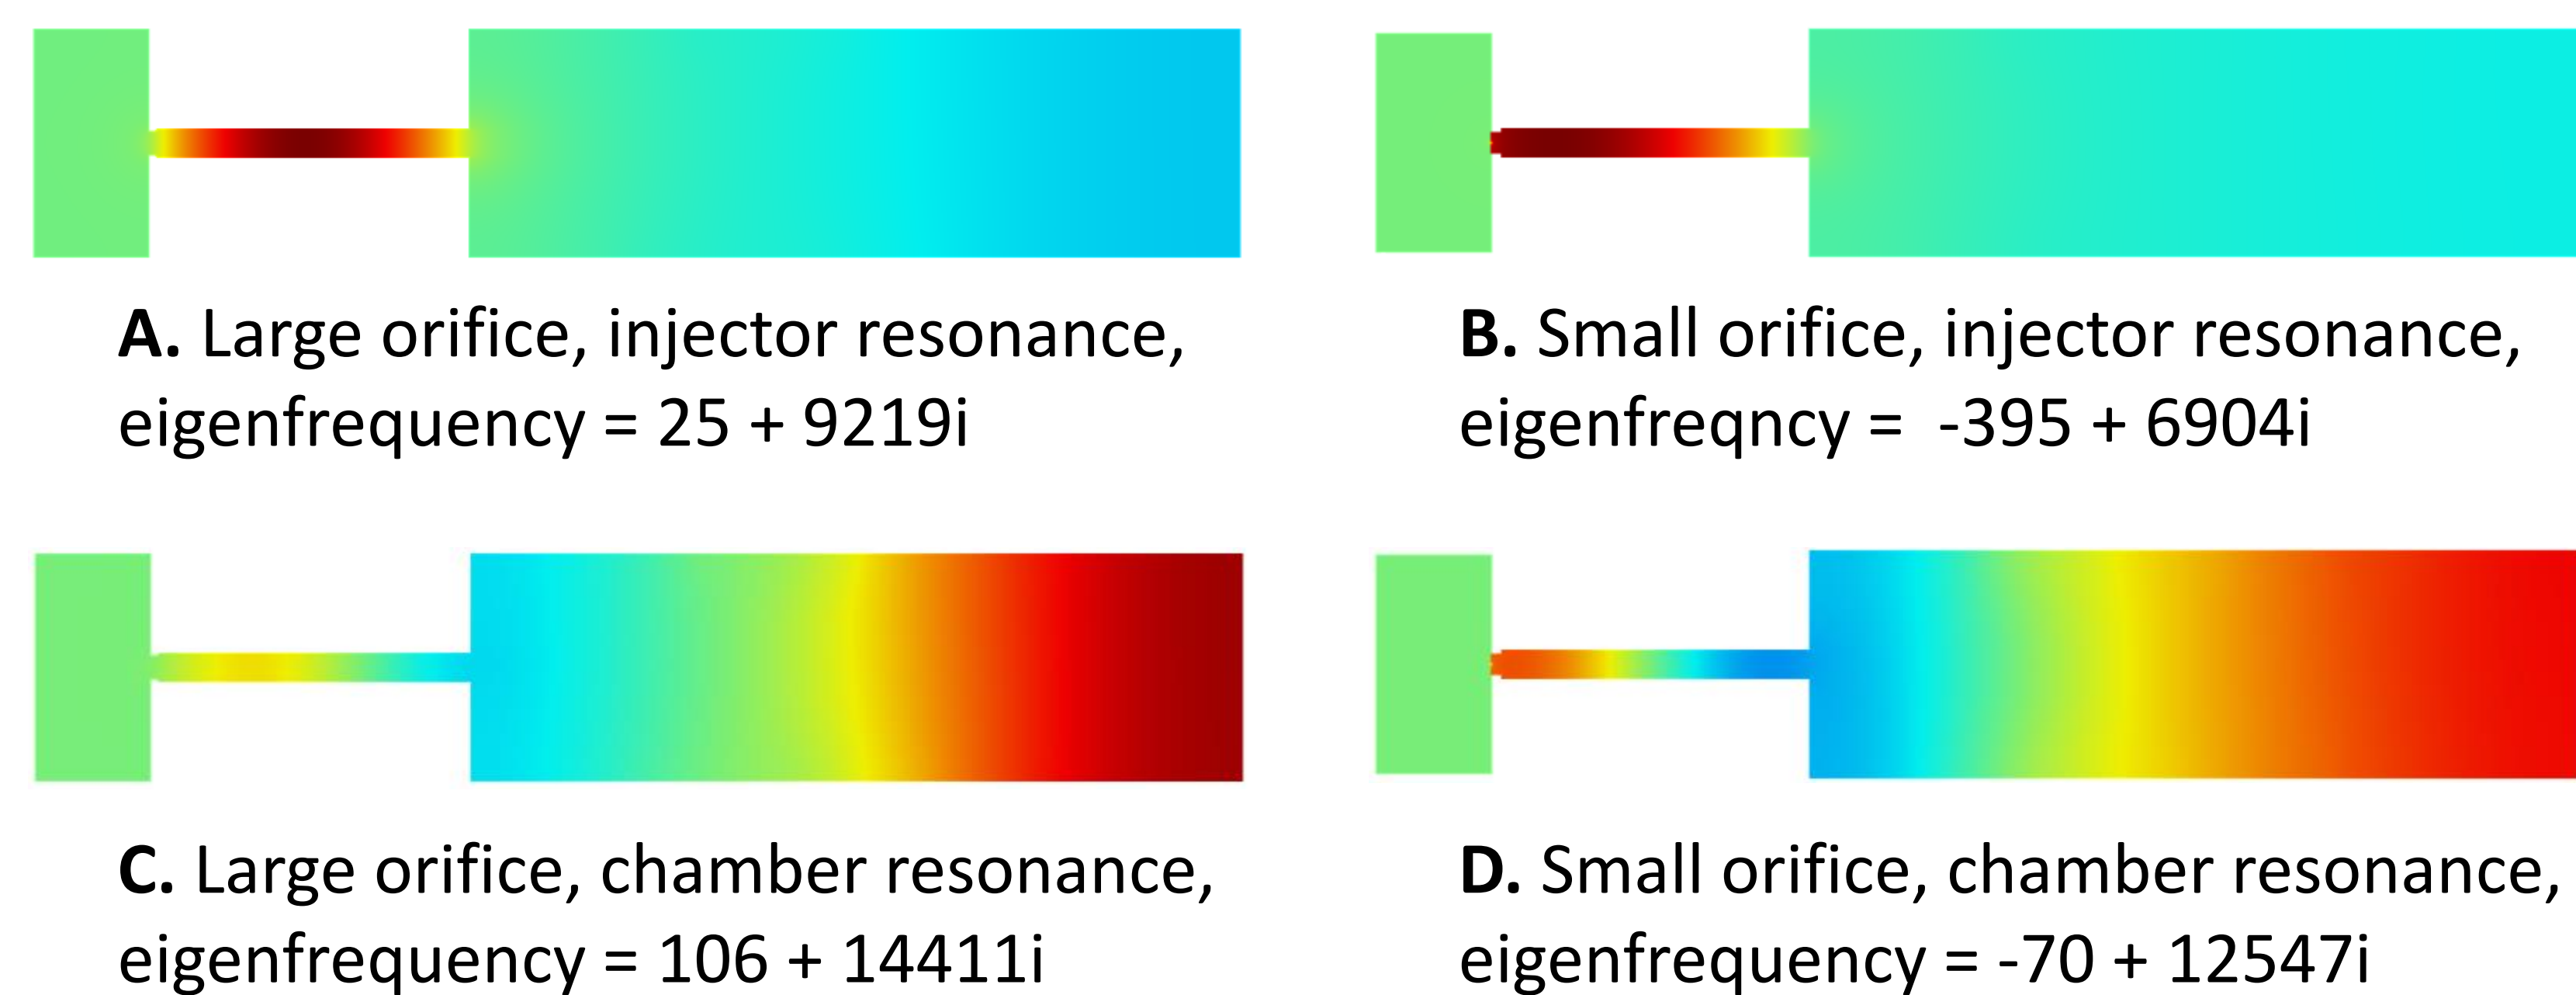 A. Large orifice, injector resonance,
eigenfrequency = 25 + 9219i
B. Small orifice, injector resonance,
eigenfreqncy = -395 + 6904i
C. Large orifice, chamber resonance,
eigenfrequency = 106 + 14411i
D. Small orifice, chamber resonance,
eigenfrequency = -70 + 12547i